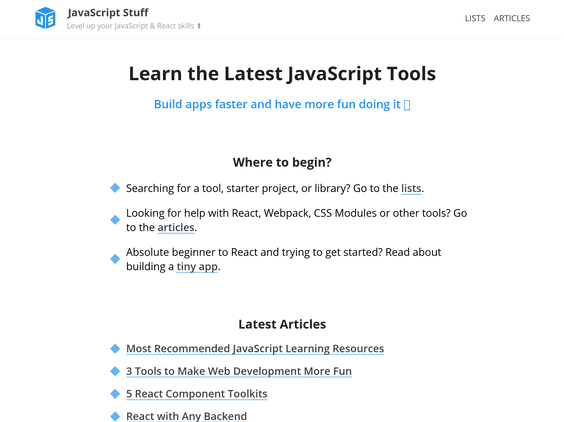 JavaScript Stuff
Level up your JavaScript & React skills ⬆
LISTS ARTICLES
Learn the Latest JavaScript Tools
Build apps faster and have more fun doing it
Where to begin?
Searching for a tool, starter project, or library? Go to the lists.
Looking for help with React, Webpack, CSS Modules or other tools? Go
to the articles.
Absolute beginner to React and trying to get started? Read about
building a tiny app.
Latest Articles
Most Recommended JavaScript Learning Resources
3 Tools to Make Web Development More Fun
5 React Component Toolkits
React with Any Backend